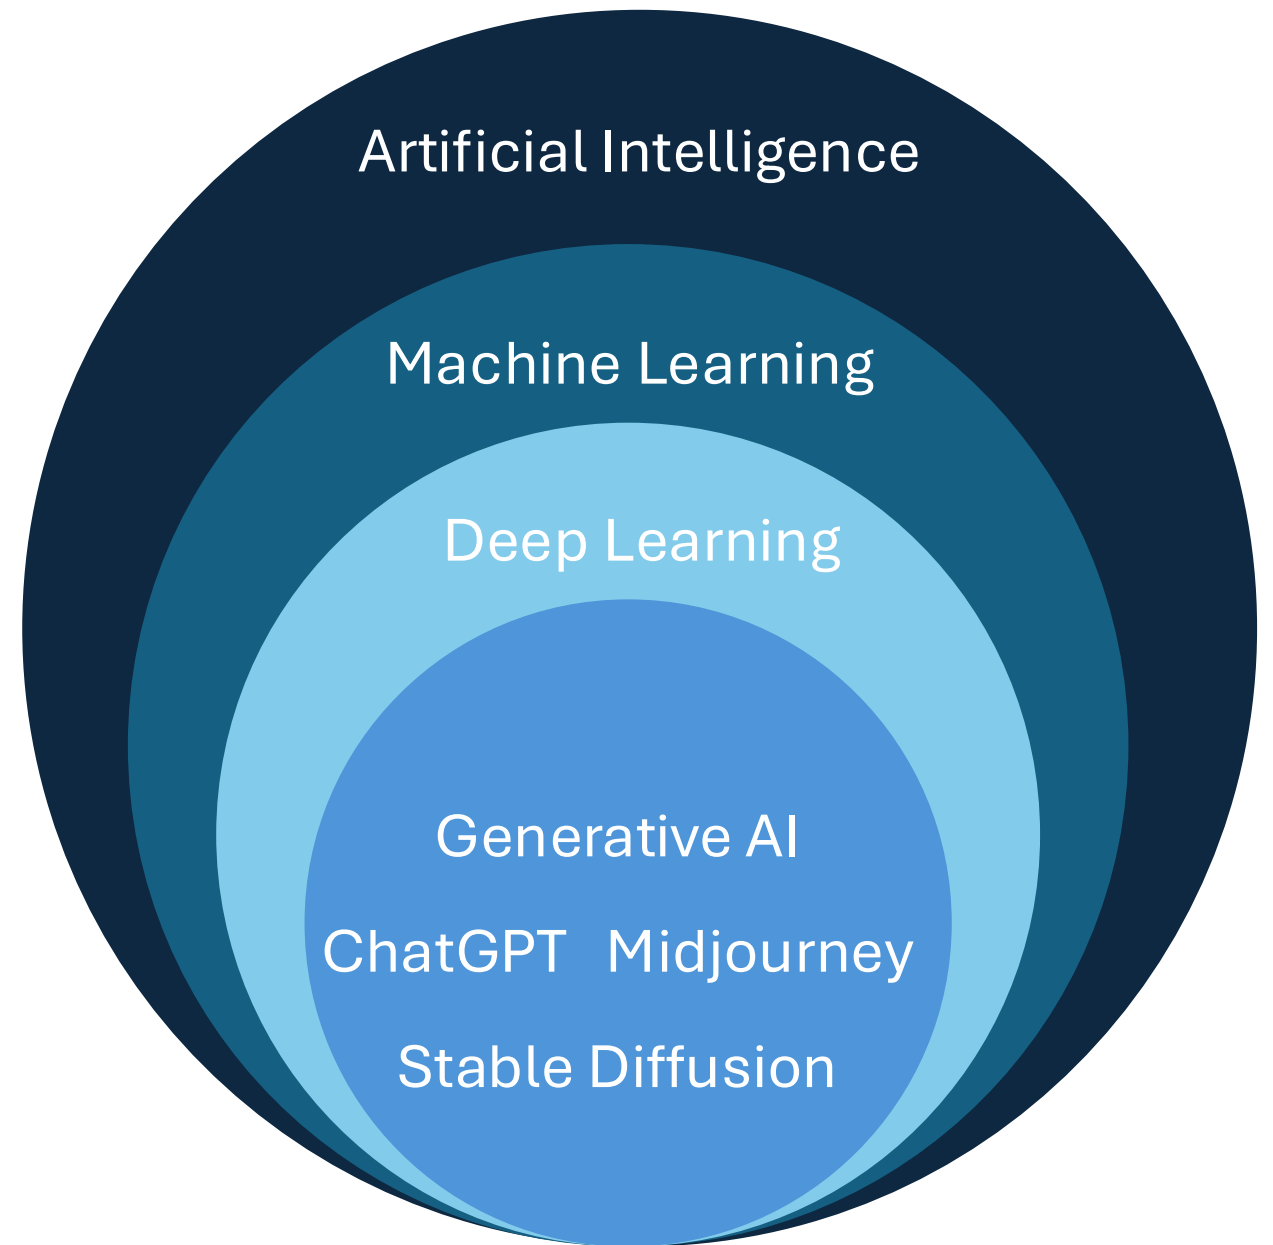 Artificial Intelligence
Machine Learning
Deep Learning
Generative AI
ChatGPT Midjourney
Stable Diffusion